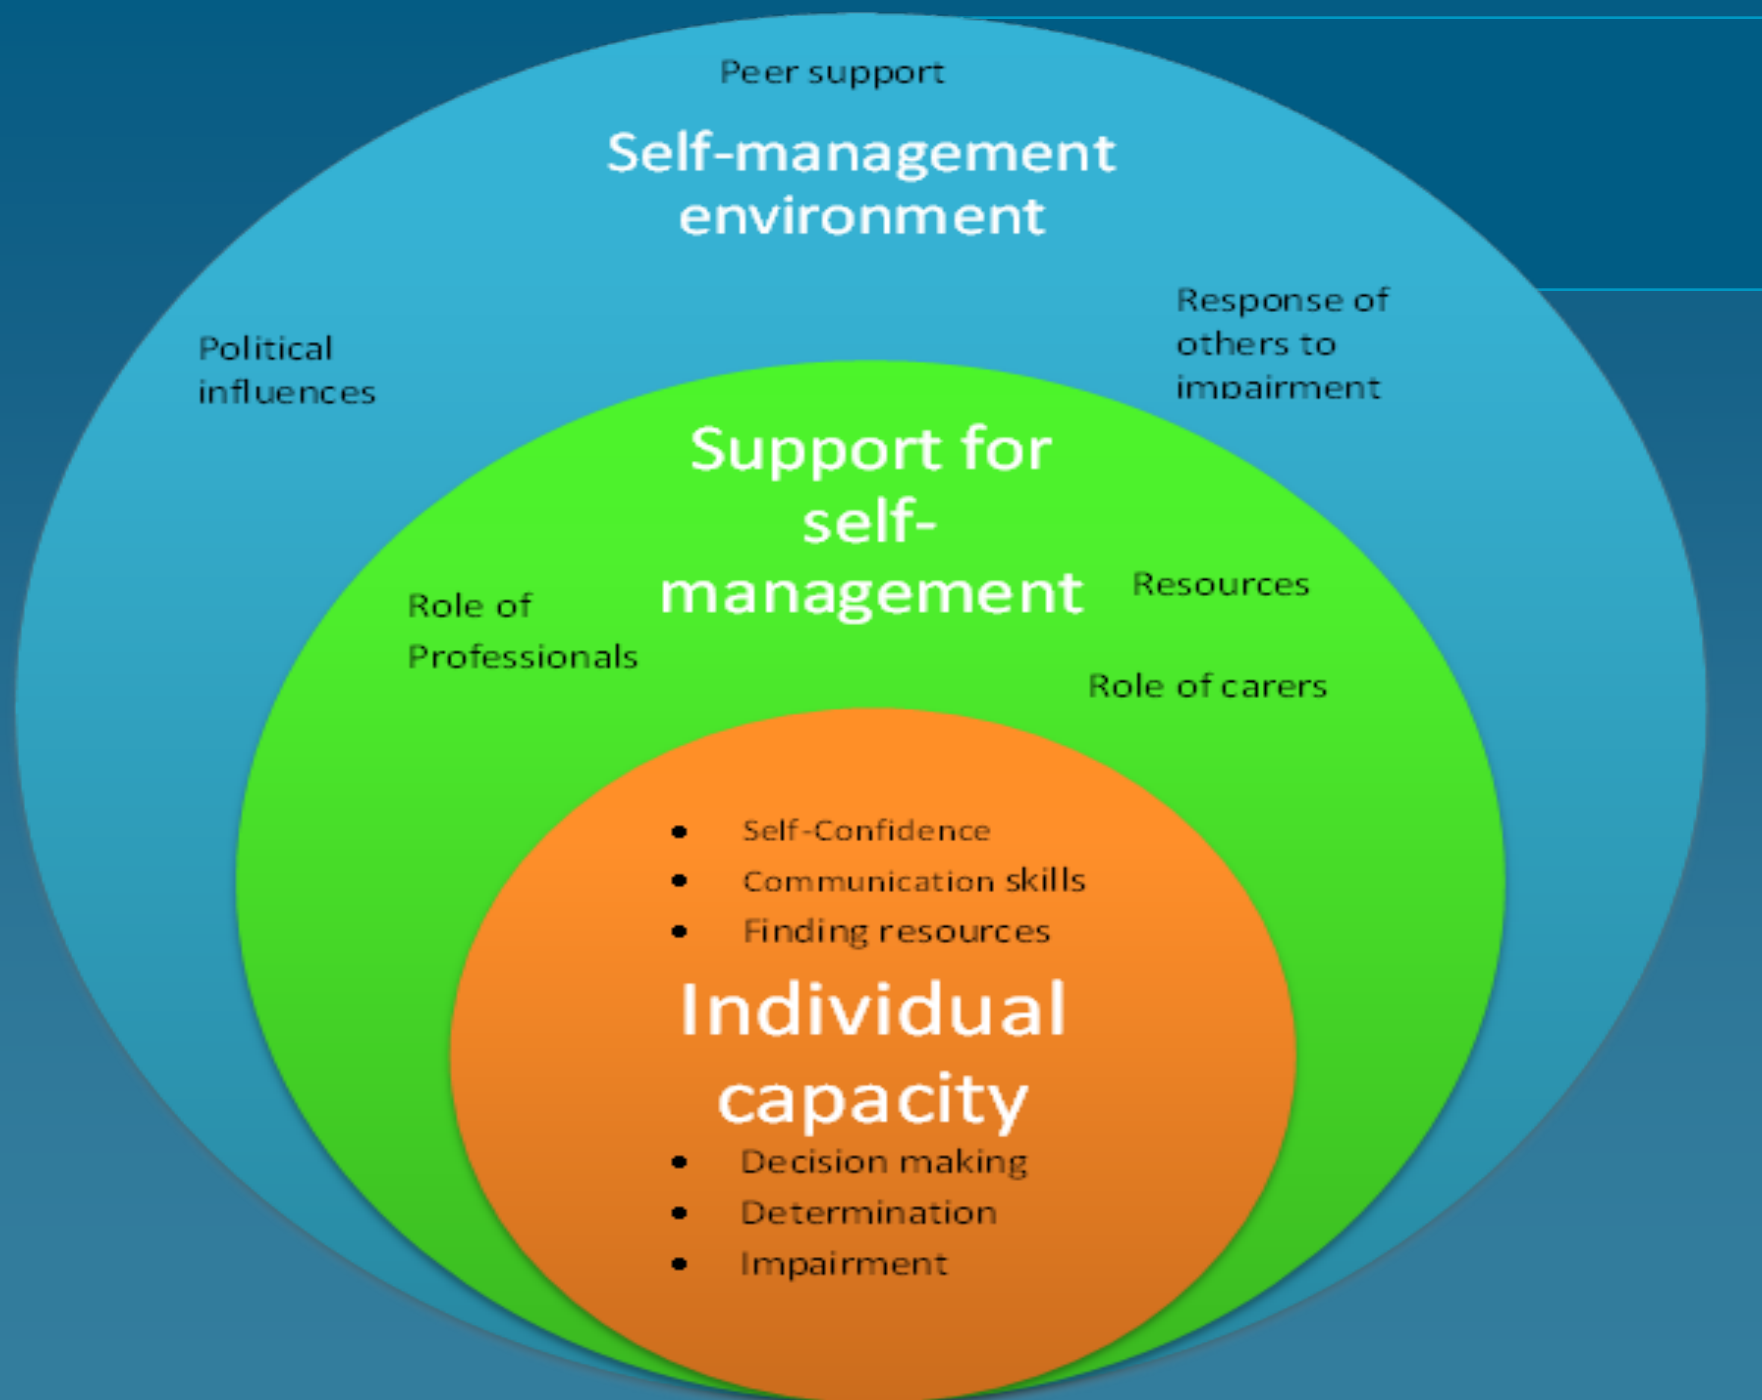 Peer support
Self-management
environment
Political
influences
Response of
others to
impairment
Support for
self-
management
Role of
Professionals
Resources
Role of carers
• Self-Confidence
• Communication skills
• Finding resources
Individual
capacity
• Decision making
• Determination
• Impairment